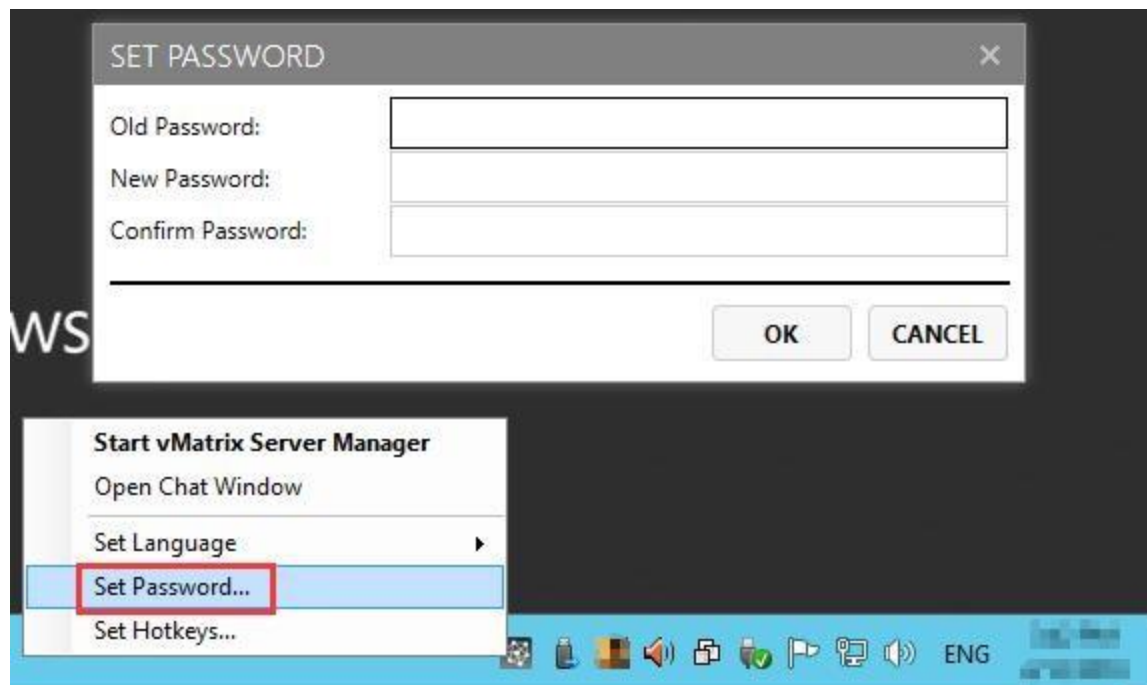 SET PASSWORD
Old Password:
New Password:
Confirm Password:
OK CANCEL
WS
Start vMatrix Server Manager
Open Chat Window
Set Language
Set Password...
Set Hotkeys...
ENG